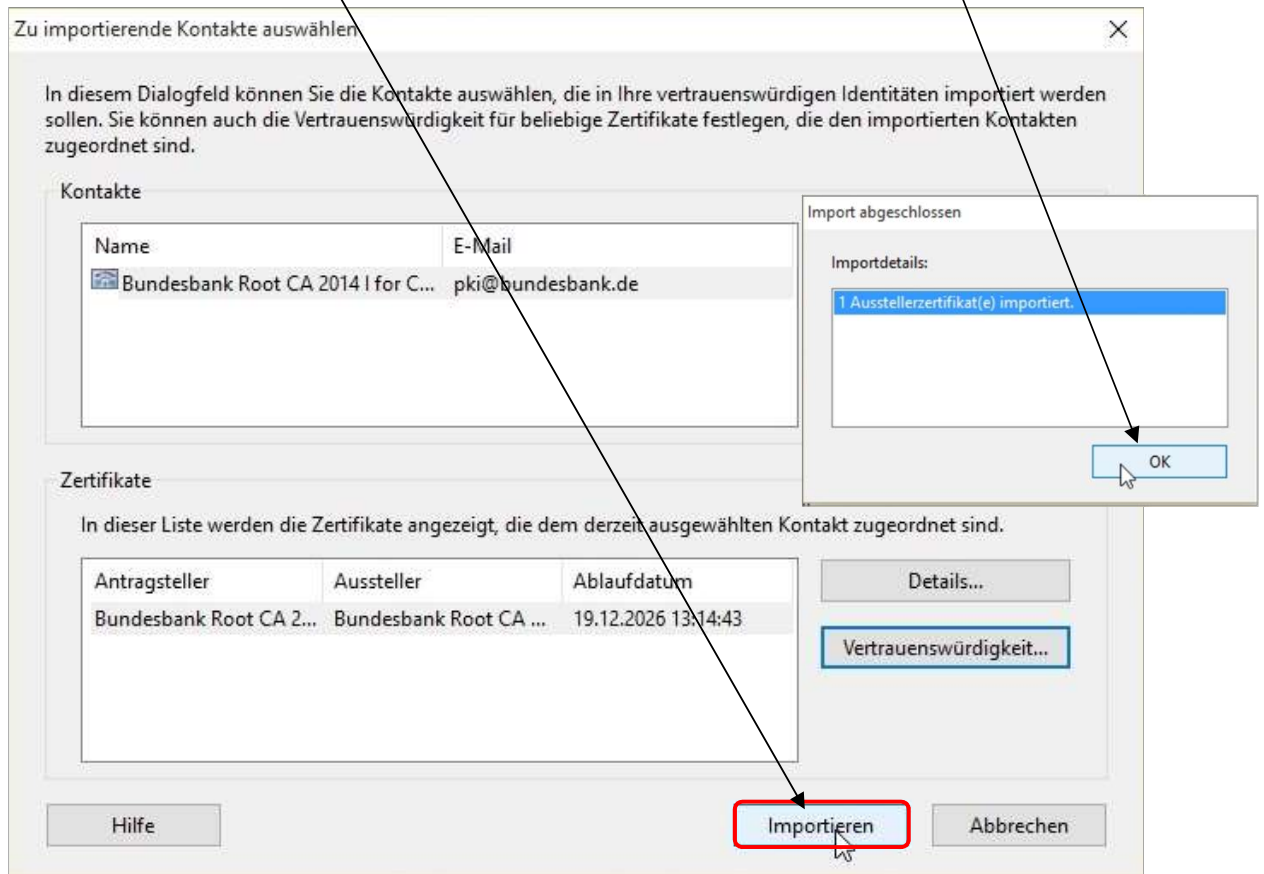 Zu importierende Kontakte auswählen
In diesem Dialogfeld können Sie die Kontakte auswählen, die in Ihre vertrauenswürdigen Identitäten importiert werden
sollen. Sie können auch die Vertrauenswürdigkeit für beliebige Zertifikate festlegen, die den importierten Kontakten
zugeordnet sind.
Kontakte
Name E-Mail
Bundesbank Root CA 2014 I for C... pki@bundesbank.de
Import abgeschlossen
Importdetails:
1 Ausstellerzertifikat(e) importiert.
OK
Zertifikate
In dieser Liste werden die Zertifikate angezeigt, die dem derzeit ausgewählten Kontakt zugeordnet sind.
Antragsteller Aussteller Ablaufdatum
Bundesbank Root CA 2... Bundesbank Root CA ... 19.12.2026 13:14:43
Details...
Vertrauenswürdigkeit...
Hilfe Importieren Abbrechen